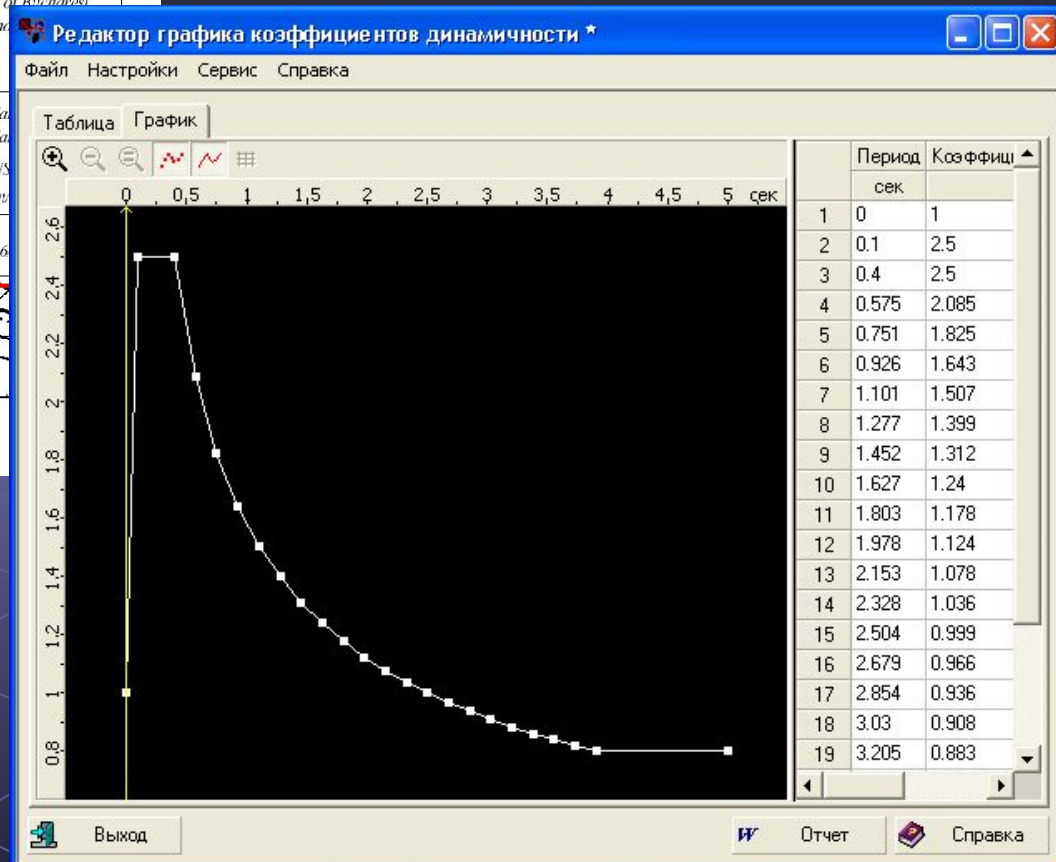 of Bucharest
Редактор графика коэффициентов динамичности *
Файл Настройки Сервис Справка
Таблица График
0 0,5 1 1,5 2 2,5 3 3,5 4 4,5 5 сек
2,6
2,4
2,2
2
1,8
1,6
1,4
1,2
1
0,8
Период Коэффици
сек
1 0 1
2 0.1 2.5
3 0.4 2.5
4 0.575 2.085
5 0.751 1.825
6 0.926 1.643
7 1.101 1.507
8 1.277 1.399
9 1.452 1.312
10 1.627 1.24
11 1.803 1.178
12 1.978 1.124
13 2.153 1.078
14 2.328 1.036
15 2.504 0.999
16 2.679 0.966
17 2.854 0.936
18 3.03 0.908
19 3.205 0.883
Выход W Отчет Справка